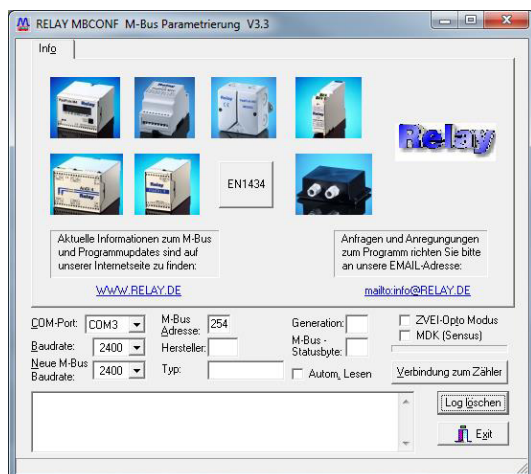 RELAY MBCONF M-Bus Parametrierung V3.3
Info
Relay
EN1434
Aktuelle Informationen zum M-Bus
und Programmupdates sind auf
unserer Internetseite zu finden:
Anfragen und Anregungungen
zum Programm richten Sie bitte
an unsere EMAIL-Adresse:
WWW.RELAY.DE
mailto:info@RELAY.DE
COM-Port: COM3
M-Bus
Adresse: 254
Generation:
ZVEI-Opto Modus
Baudrate: 2400
Hersteller:
M-Bus -
Statusbyte:
MDK (Sensus)
Neue M-Bus
Baudrate: 2400
Typ:
Autom. Lesen
Verbindung zum Zähler
Log löschen
Exit